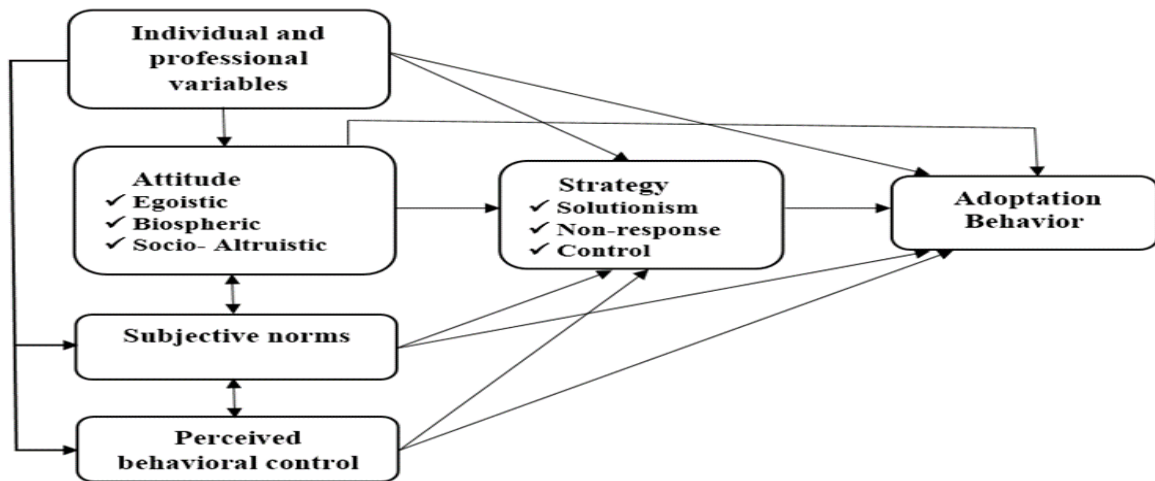 Individual and
professional
variables
Attitude
✓ Egoistic
✓ Biospheric
✓ Socio- Altruistic
Strategy
✓ Solutionism
✓ Non-response
✓ Control
Adoptation
Behavior
Subjective norms
Perceived
behavioral control